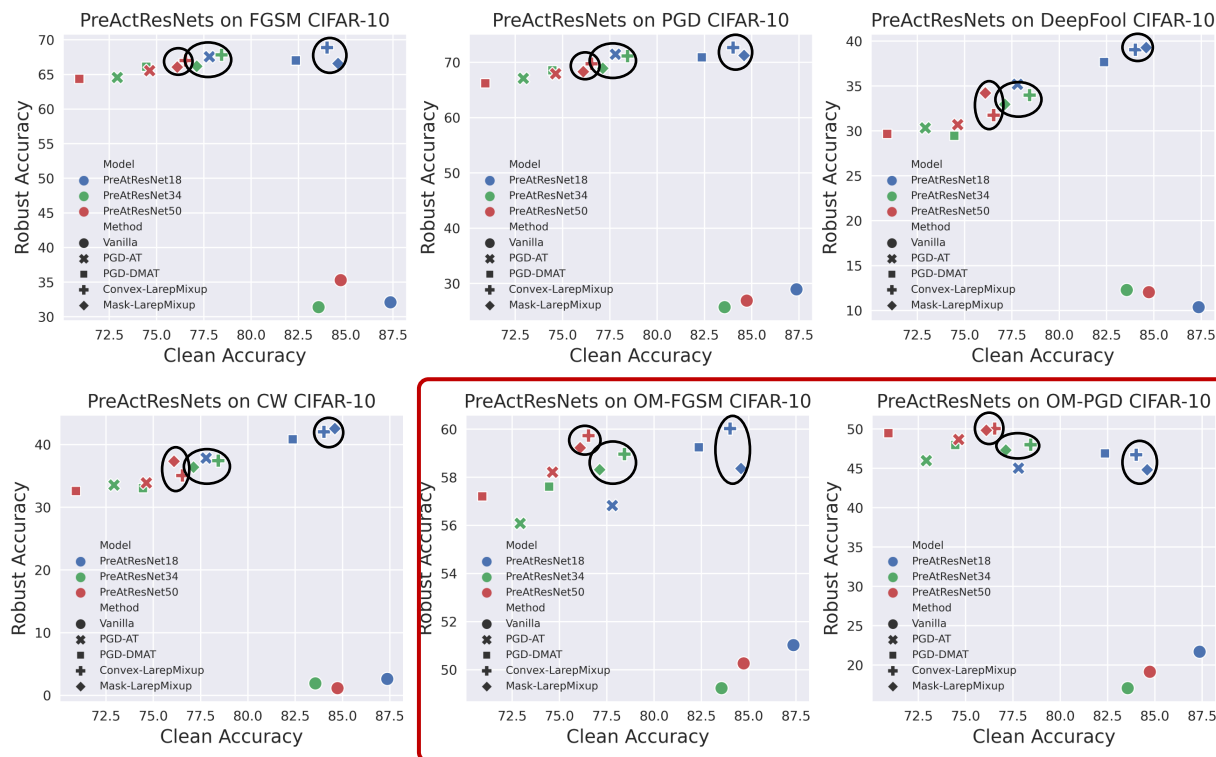 PreActResNets on FGSM CIFAR-10
Robust Accuracy
70
65
60
55
50
45
40
35
30
Model
PreAtResNet18
PreAtResNet34
PreAtResNet50
Method
Vanilla
PGD-AT
PGD-DMAT
Convex-LarepMixup
Mask-LarepMixup
72.5 75.0 77.5 80.0 82.5 85.0 87.5
Clean Accuracy
PreActResNets on PGD CIFAR-10
Robust Accuracy
70
60
50
40
30
Model
PreAtResNet18
PreAtResNet34
PreAtResNet50
Method
Vanilla
PGD-AT
PGD-DMAT
Convex-LarepMixup
Mask-LarepMixup
72.5 75.0 77.5 80.0 82.5 85.0 87.5
Clean Accuracy
PreActResNets on DeepFool CIFAR-10
Robust Accuracy
40
35
30
25
20
15
10
Model
PreAtResNet18
PreAtResNet34
PreAtResNet50
Method
Vanilla
PGD-AT
PGD-DMAT
Convex-LarepMixup
Mask-LarepMixup
72.5 75.0 77.5 80.0 82.5 85.0 87.5
Clean Accuracy
PreActResNets on CW CIFAR-10
Robust Accuracy
40
30
20
10
0
Model
PreAtResNet18
PreAtResNet34
PreAtResNet50
Method
Vanilla
PGD-AT
PGD-DMAT
Convex-LarepMixup
Mask-LarepMixup
72.5 75.0 77.5 80.0 82.5 85.0 87.5
Clean Accuracy
PreActResNets on OM-FGSM CIFAR-10
Robust Accuracy
60
58
56
54
52
50
Model
PreAtResNet18
PreAtResNet34
PreAtResNet50
Method
Vanilla
PGD-AT
PGD-DMAT
Convex-LarepMixup
Mask-LarepMixup
72.5 75.0 77.5 80.0 82.5 85.0 87.5
Clean Accuracy
PreActResNets on OM-PGD CIFAR-10
Robust Accuracy
50
45
40
35
30
25
20
Model
PreAtResNet18
PreAtResNet34
PreAtResNet50
Method
Vanilla
PGD-AT
PGD-DMAT
Convex-LarepMixup
Mask-LarepMixup
72.5 75.0 77.5 80.0 82.5 85.0 87.5
Clean Accuracy